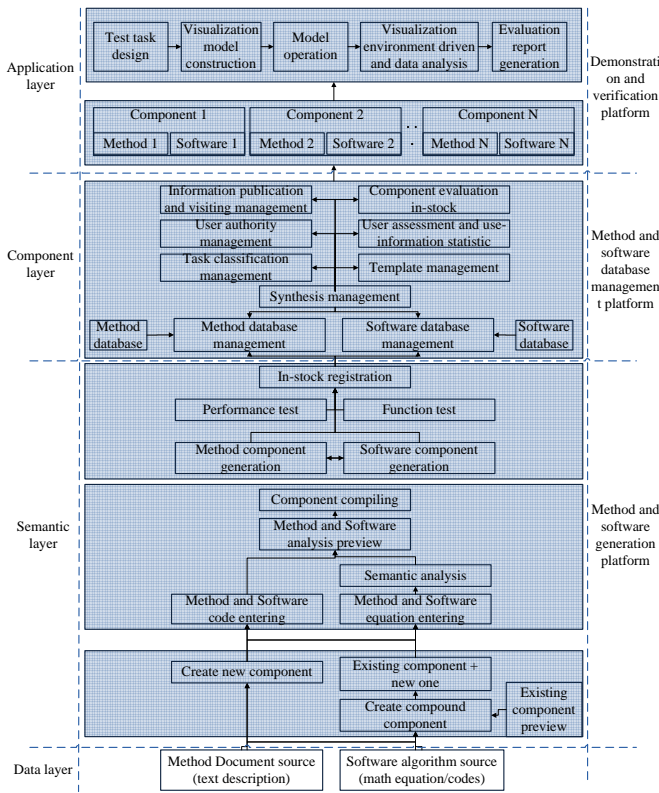 Application
layer
Test task
design
Visualization
model
construction
Model
operation
Visualization
environment driven
and data analysis
Evaluation
report
generation
Demonstrati
on and
verification
platform
Component 1
Method 1
Software 1
Component 2
Method 2
Software 2
. .
.
Component N
Method N
Software N
Component
layer
Information publication
and visiting management
Component evaluation
in-stock
User authority
management
User assessment and use-
information statistic
Task classification
management
Template management
Synthesis management
Method
database
Method database
management
Software database
management
Software
database
Method and
software
database
managemen
t platform
In-stock registration
Performance test
Function test
Method component
generation
Software component
generation
Semantic
layer
Component compiling
Method and Software
analysis preview
Semantic analysis
Method and Software
code entering
Method and Software
equation entering
Method and
software
generation
platform
Create new component
Existing component +
new one
Create compound
component
Existing
component
preview
Data layer
Method Document source
(text description)
Software algorithm source
(math equation/codes)